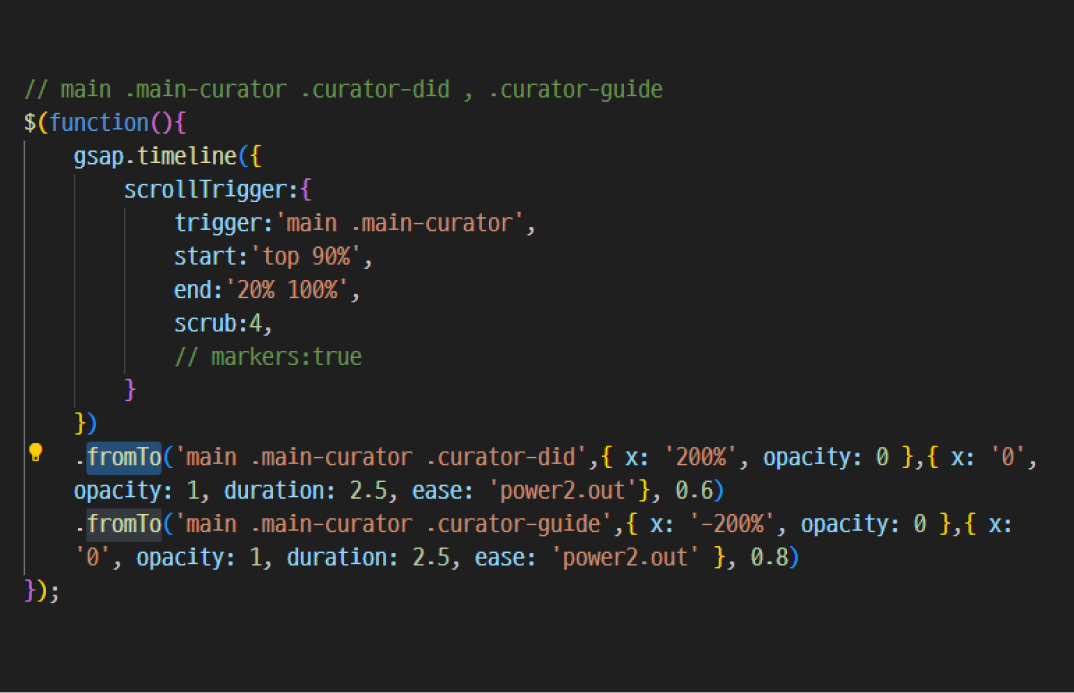 // main .main-curator .curator-did , .curator-guide
$(function(){
gsap.timeline({
scrollTrigger:{
trigger:'main .main-curator',
start:'top 90%',
end:'20% 100%',
scrub:4,
// markers:true
}
})
.fromTo('main .main-curator .curator-did',{ x: '200%', opacity: 0 },{ x: '0',
opacity: 1, duration: 2.5, ease: 'power2.out'}, 0.6)
.fromTo('main .main-curator .curator-guide',{ x: '-200%', opacity: 0 },{ x:
'0', opacity: 1, duration: 2.5, ease: 'power2.out' }, 0.8)
});